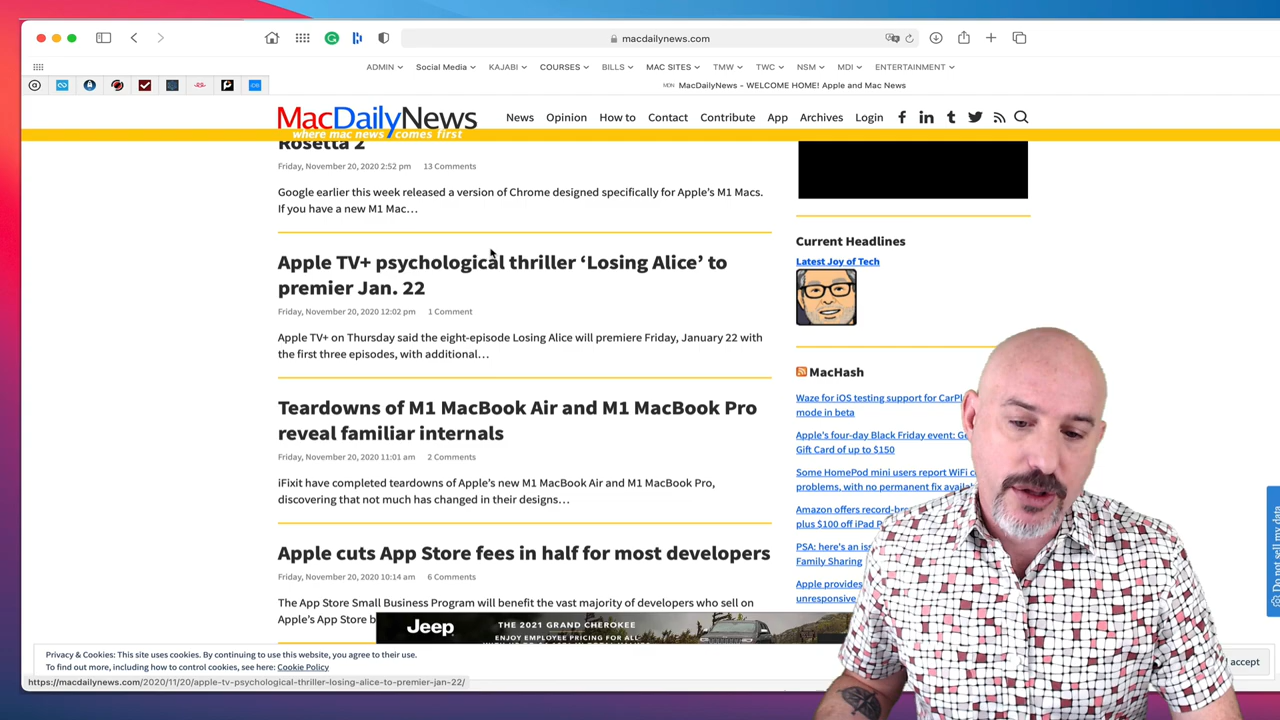 macdailynews.com
ADMIN Social Media KAJABI COURSES BILLS MAC SITES TMW TWC NSM MDI ENTERTAINMENT
MDN MacDailyNews - WELCOME HOME! Apple and Mac News
MacDailyNews
where mac news comes first
News Opinion How to Contact Contribute App Archives Login
Rosetta 2
Friday, November 20, 2020 2:52 pm 13 Comments
Google earlier this week released a version of Chrome designed specifically for Apple's M1 Macs.
If you have a new M1 Mac…
Apple TV+ psychological thriller ‘Losing Alice’ to
premier Jan. 22
Friday, November 20, 2020 12:02 pm 1 Comment
Apple TV+ on Thursday said the eight-episode Losing Alice will premiere Friday, January 22 with
the first three episodes, with additional…
Teardowns of M1 MacBook Air and M1 MacBook Pro
reveal familiar internals
Friday, November 20, 2020 11:01 am 2 Comments
iFixit have completed teardowns of Apple's new M1 MacBook Air and M1 MacBook Pro,
discovering that not much has changed in their designs…
Apple cuts App Store fees in half for most developers
Friday, November 20, 2020 10:14 am 6 Comments
The App Store Small Business Program will benefit the vast majority of developers who sell on
Apple's App Store b
Current Headlines
Latest Joy of Tech
MacHash
Waze for iOS testing support for CarPl
mode in beta
Apple's four-day Black Friday event: Ge
Gift Card of up to $150
Some HomePod mini users report WiFi c
problems, with no permanent fix avail
Amazon offers record-br
plus $100 off iPad P
PSA: here's an is
Family Sharing
Apple provides
unresponsive
Do not sell my data
Jeep
THE 2021 GRAND CHEROKEE
ENJOY EMPLOYEE PRICING FOR ALL
Privacy & Cookies: This site uses cookies. By continuing to use this website, you agree to their use.
To find out more, including how to control cookies, see here: Cookie Policy
accept
https://macdailynews.com/2020/11/20/apple-tv-psychological-thriller-losing-alice-to-premier-jan-22/